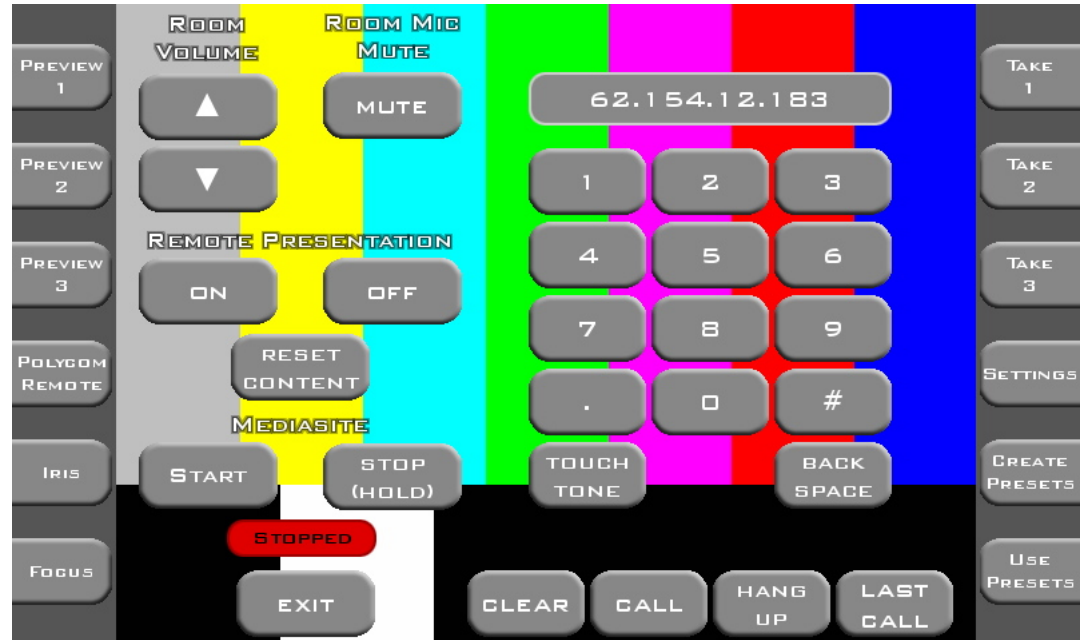 Preview
1
Preview
2
Preview
3
Polycom
Remote
Iris
Focus
Room
Volume
▲
▼
Room Mic
Mute
MUTE
Remote Presentation
ON
OFF
RESET
CONTENT
Mediasite
Start
STOP
(HOLD)
Stopped
EXIT
62.154.12.183
1 2 3
4 5 6
7 8 9
. 0 #
TOUCH
TONE
BACK
SPACE
CLEAR
CALL
HANG
UP
LAST
CALL
Take
1
Take
2
Take
3
Settings
Create
Presets
Use
Presets